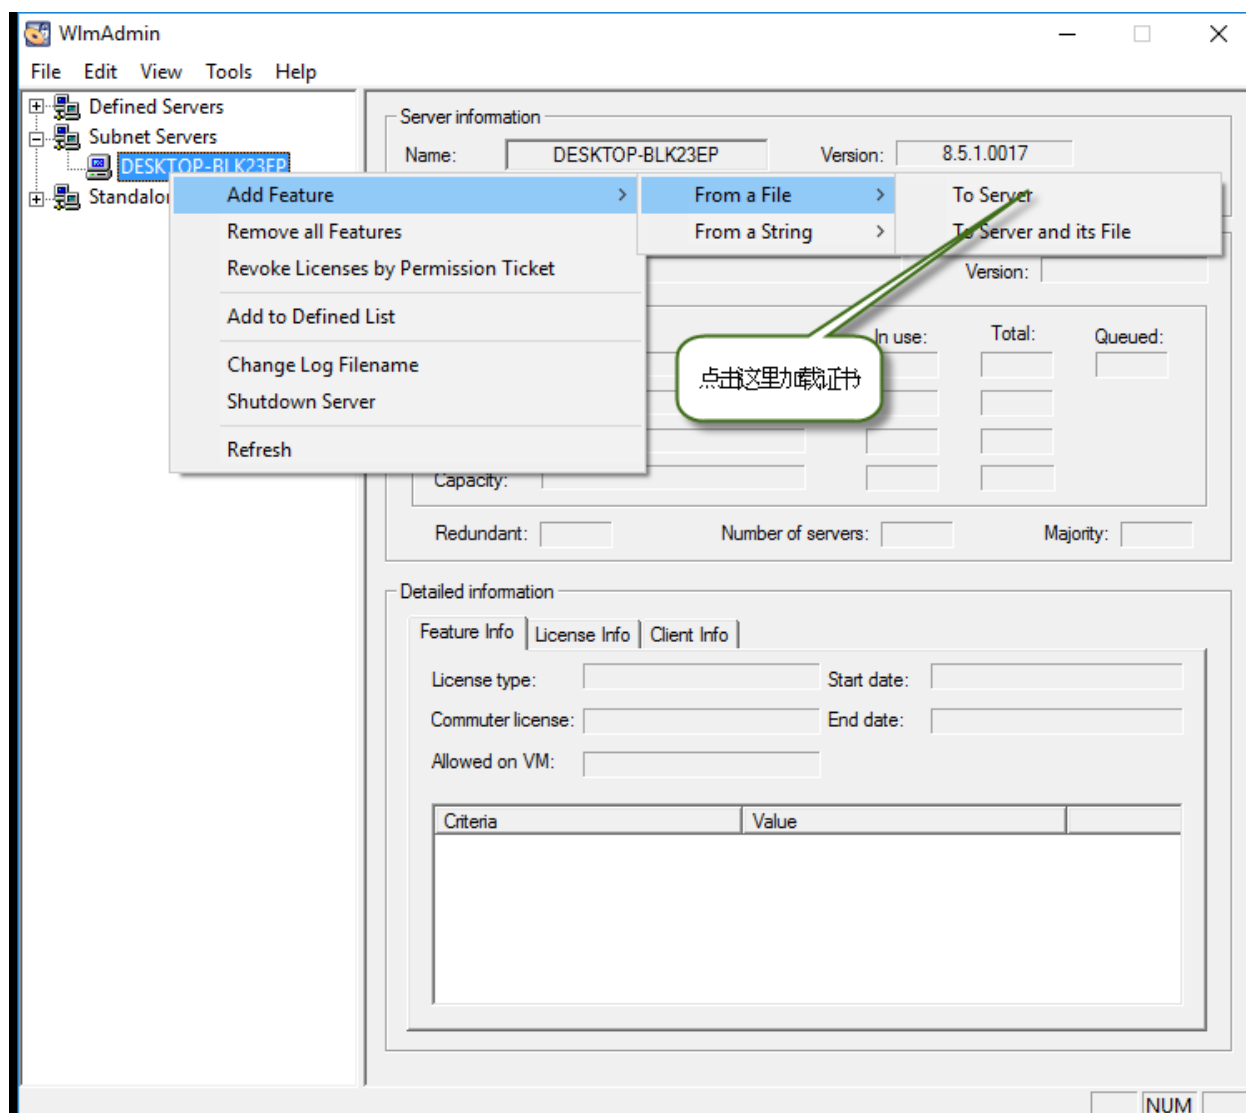 WlmAdmin
File Edit View Tools Help
Defined Servers
Subnet Servers
DESKTOP-BLK23EP
Standalo
Add Feature
Remove all Features
Revoke Licenses by Permission Ticket
Add to Defined List
Change Log Filename
Shutdown Server
Refresh
From a File
From a String
To Server
To Server and its File
点击这里加载证书
Server information
Name: DESKTOP-BLK23EP Version: 8.5.1.0017
Version:
In use: Total: Queued:
Capacity:
Redundant: Number of servers: Majority:
Detailed information
Feature Info License Info Client Info
License type: Start date:
Commuter license: End date:
Allowed on VM:
Criteria Value
NUM